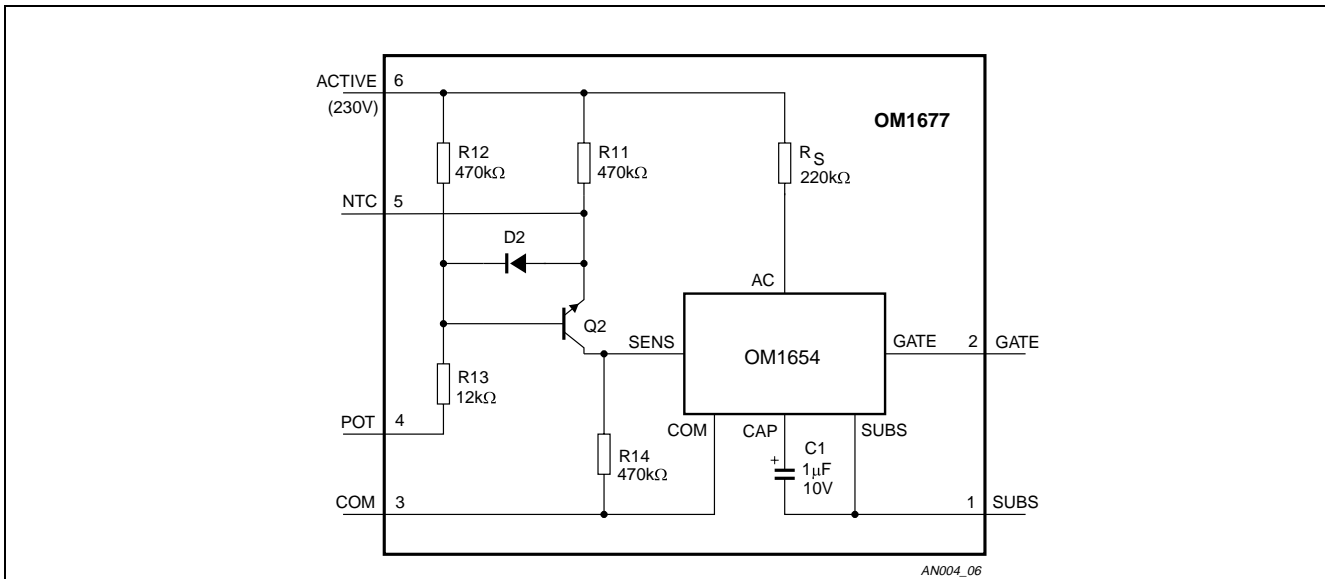 ACTIVE 6
(230V)
OM1677
R12
470kΩ
R11
470kΩ
RS
220kΩ
NTC 5
D2
AC
Q2
SENS
OM1654
GATE 2 GATE
R13
12kΩ
POT 4
COM CAP SUBS
R14
470kΩ
+ C1
1μF
10V
COM 3
1 SUBS
AN004_06